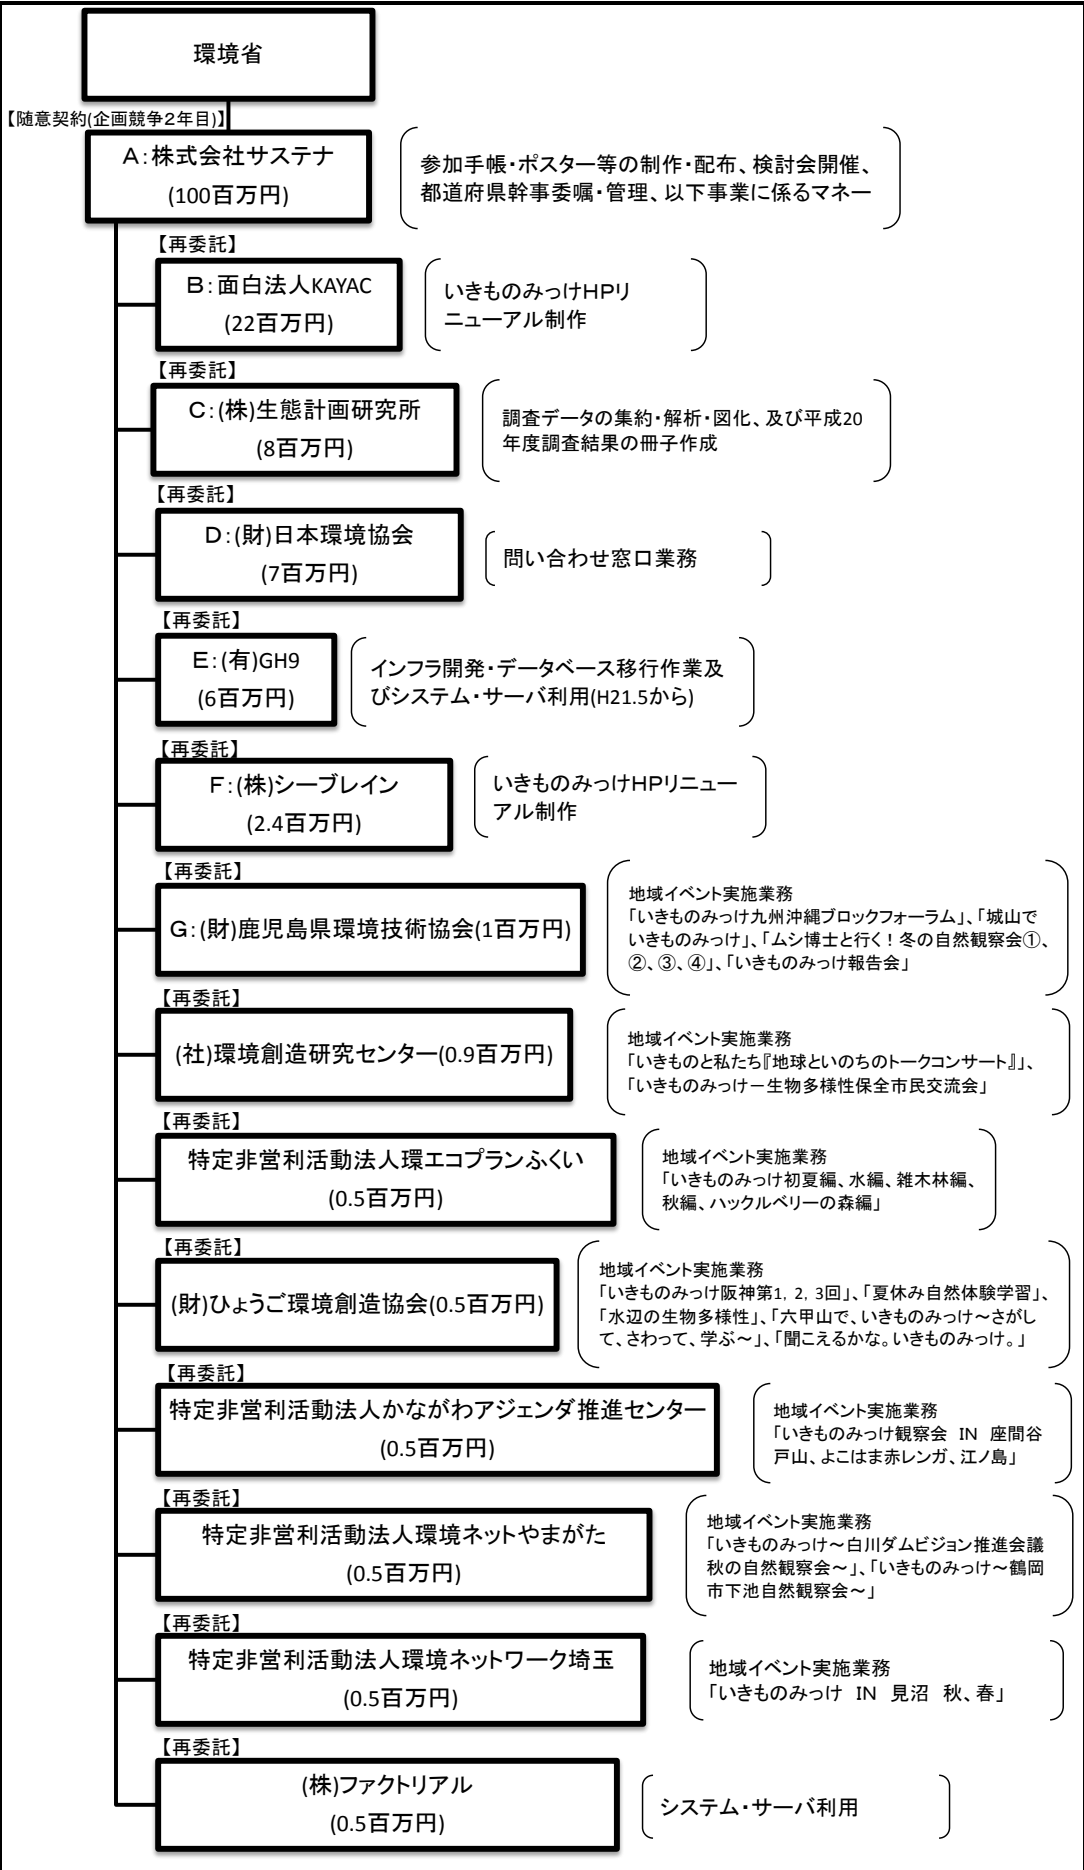 環境省
【随意契約(企画競争2年目)】
A:株式会社サステナ
(100百万円)
参加手帳・ポスター等の制作・配布、検討会開催、
都道府県幹事委嘱・管理、以下事業に係るマネー
【再委託】
B:面白法人KAYAC
(22百万円)
いきものみっけHPリ
ニューアル制作
【再委託】
C:(株)生態計画研究所
(8百万円)
調査データの集約・解析・図化、及び平成20
年度調査結果の冊子作成
【再委託】
D:(財)日本環境協会
(7百万円)
問い合わせ窓口業務
【再委託】
E:(有)GH9
(6百万円)
インフラ開発・データベース移行作業及
びシステム・サーバ利用(H21.5から)
【再委託】
F:(株)シーブレイン
(2.4百万円)
いきものみっけHPリニュー
アル制作
【再委託】
G:(財)鹿児島県環境技術協会(1百万円)
地域イベント実施業務
「いきものみっけ九州沖縄ブロックフォーラム」、「城山で
いきものみっけ」、「ムシ博士と行く！冬の自然観察会①、
②、③、④」、「いきものみっけ報告会」
【再委託】
(社)環境創造研究センター(0.9百万円)
地域イベント実施業務
「いきものと私たち『地球といのちのトークコンサート』」、
「いきものみっけ－生物多様性保全市民交流会」
【再委託】
特定非営利活動法人環エコプランふくい
(0.5百万円)
地域イベント実施業務
「いきものみっけ初夏編、水編、雑木林編、
秋編、ハックルベリーの森編」
【再委託】
(財)ひょうご環境創造協会(0.5百万円)
地域イベント実施業務
「いきものみっけ阪神第1, 2, 3回」、「夏休み自然体験学習」、
「水辺の生物多様性」、「六甲山で、いきものみっけ～さがし
て、さわって、学ぶ～」、「聞こえるかな。いきものみっけ。」
【再委託】
特定非営利活動法人かながわアジェンダ推進センター
(0.5百万円)
地域イベント実施業務
「いきものみっけ観察会 IN 座間谷
戸山、よこはま赤レンガ、江ノ島」
【再委託】
特定非営利活動法人環境ネットやまがた
(0.5百万円)
地域イベント実施業務
「いきものみっけ～白川ダムビジョン推進会議
秋の自然観察会～」、「いきものみっけ～鶴岡
市下池自然観察会～」
【再委託】
特定非営利活動法人環境ネットワーク埼玉
(0.5百万円)
地域イベント実施業務
「いきものみっけ IN 見沼 秋、春」
【再委託】
(株)ファクトリアル
(0.5百万円)
システム・サーバ利用